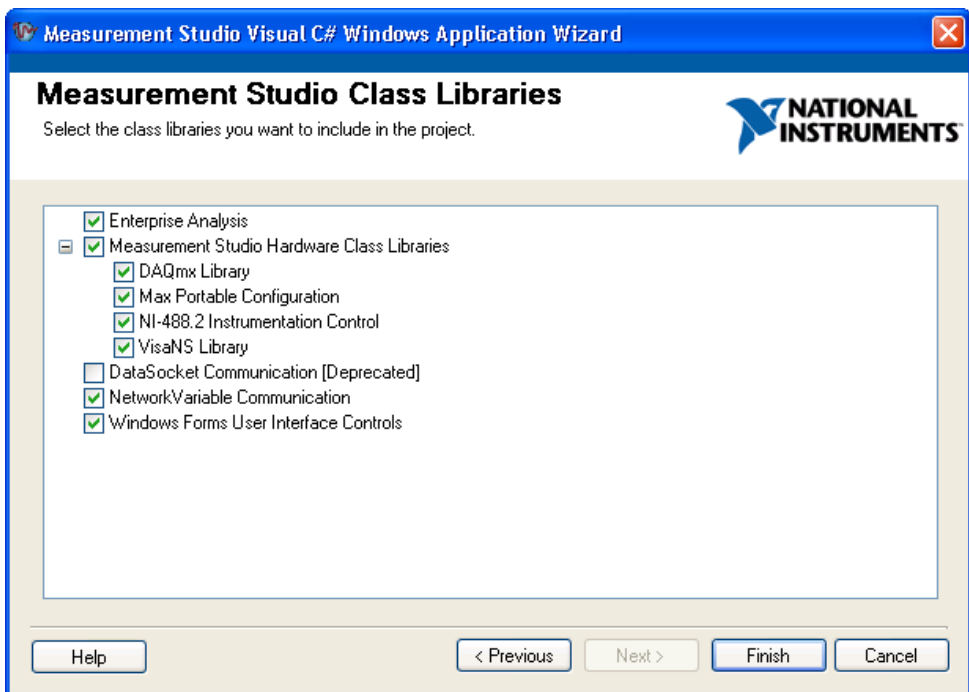 Measurement Studio Visual C# Windows Application Wizard
Measurement Studio Class Libraries
Select the class libraries you want to include in the project.
NATIONAL
INSTRUMENTS
Enterprise Analysis
Measurement Studio Hardware Class Libraries
DAQmx Library
Max Portable Configuration
NI-488.2 Instrumentation Control
VisaNS Library
DataSocket Communication [Deprecated]
NetworkVariable Communication
Windows Forms User Interface Controls
Help
< Previous
Next >
Finish
Cancel